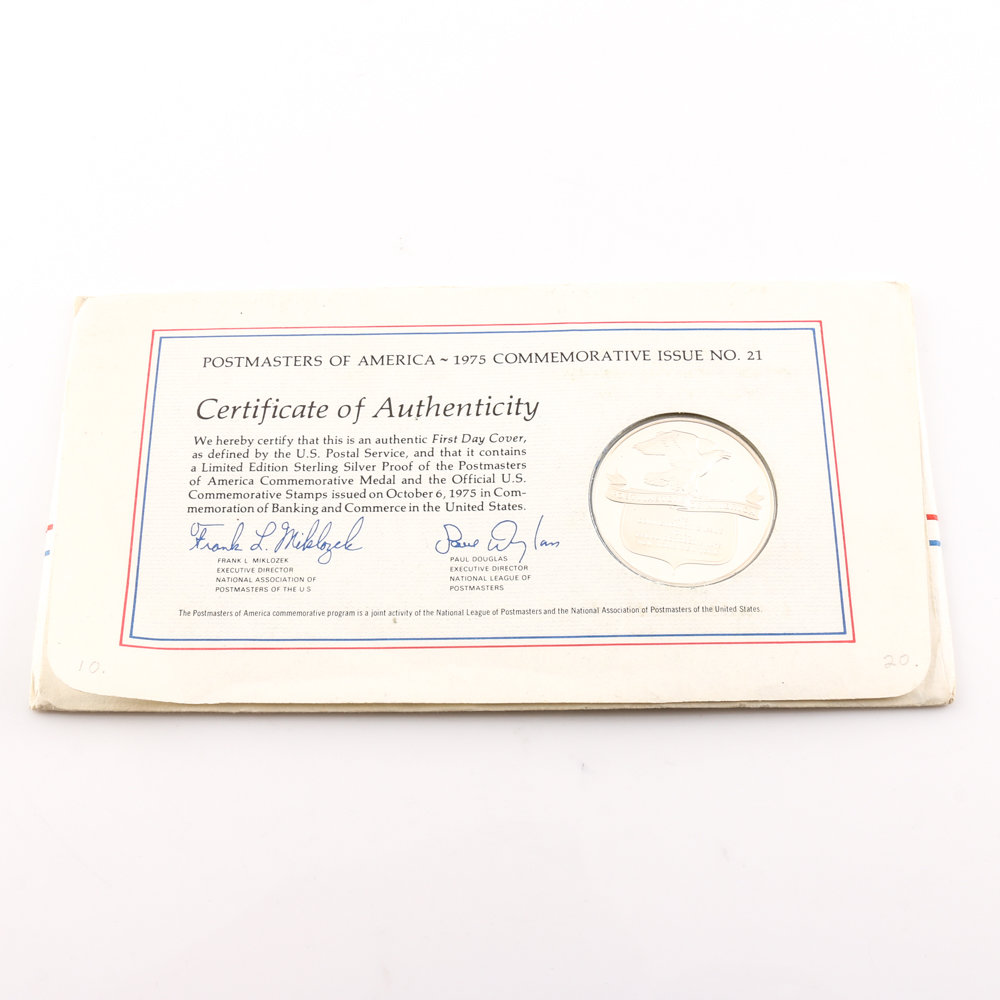 POSTMASTERS OF AMERICA ~ 1975 COMMEMORATIVE ISSUE NO. 21
Certificate of Authenticity
We hereby certify that this is an authentic First Day Cover,
as defined by the U.S. Postal Service, and that it contains
a Limited Edition Sterling Silver Proof of the Postmasters
of America Commemorative Medal and the Official U.S.
Commemorative Stamps issued on October 6, 1975 in Com-
memoration of Banking and Commerce in the United States.
Frank L. Miklozek
FRANK L. MIKLOZEK
EXECUTIVE DIRECTOR
NATIONAL ASSOCIATION OF
POSTMASTERS OF THE U S
Paul Douglas
PAUL DOUGLAS
EXECUTIVE DIRECTOR
NATIONAL LEAGUE OF
POSTMASTERS
The Postmasters of America commemorative program is a joint activity of the National League of Postmasters and the National Association of Postmasters of the United States.
10.
20.